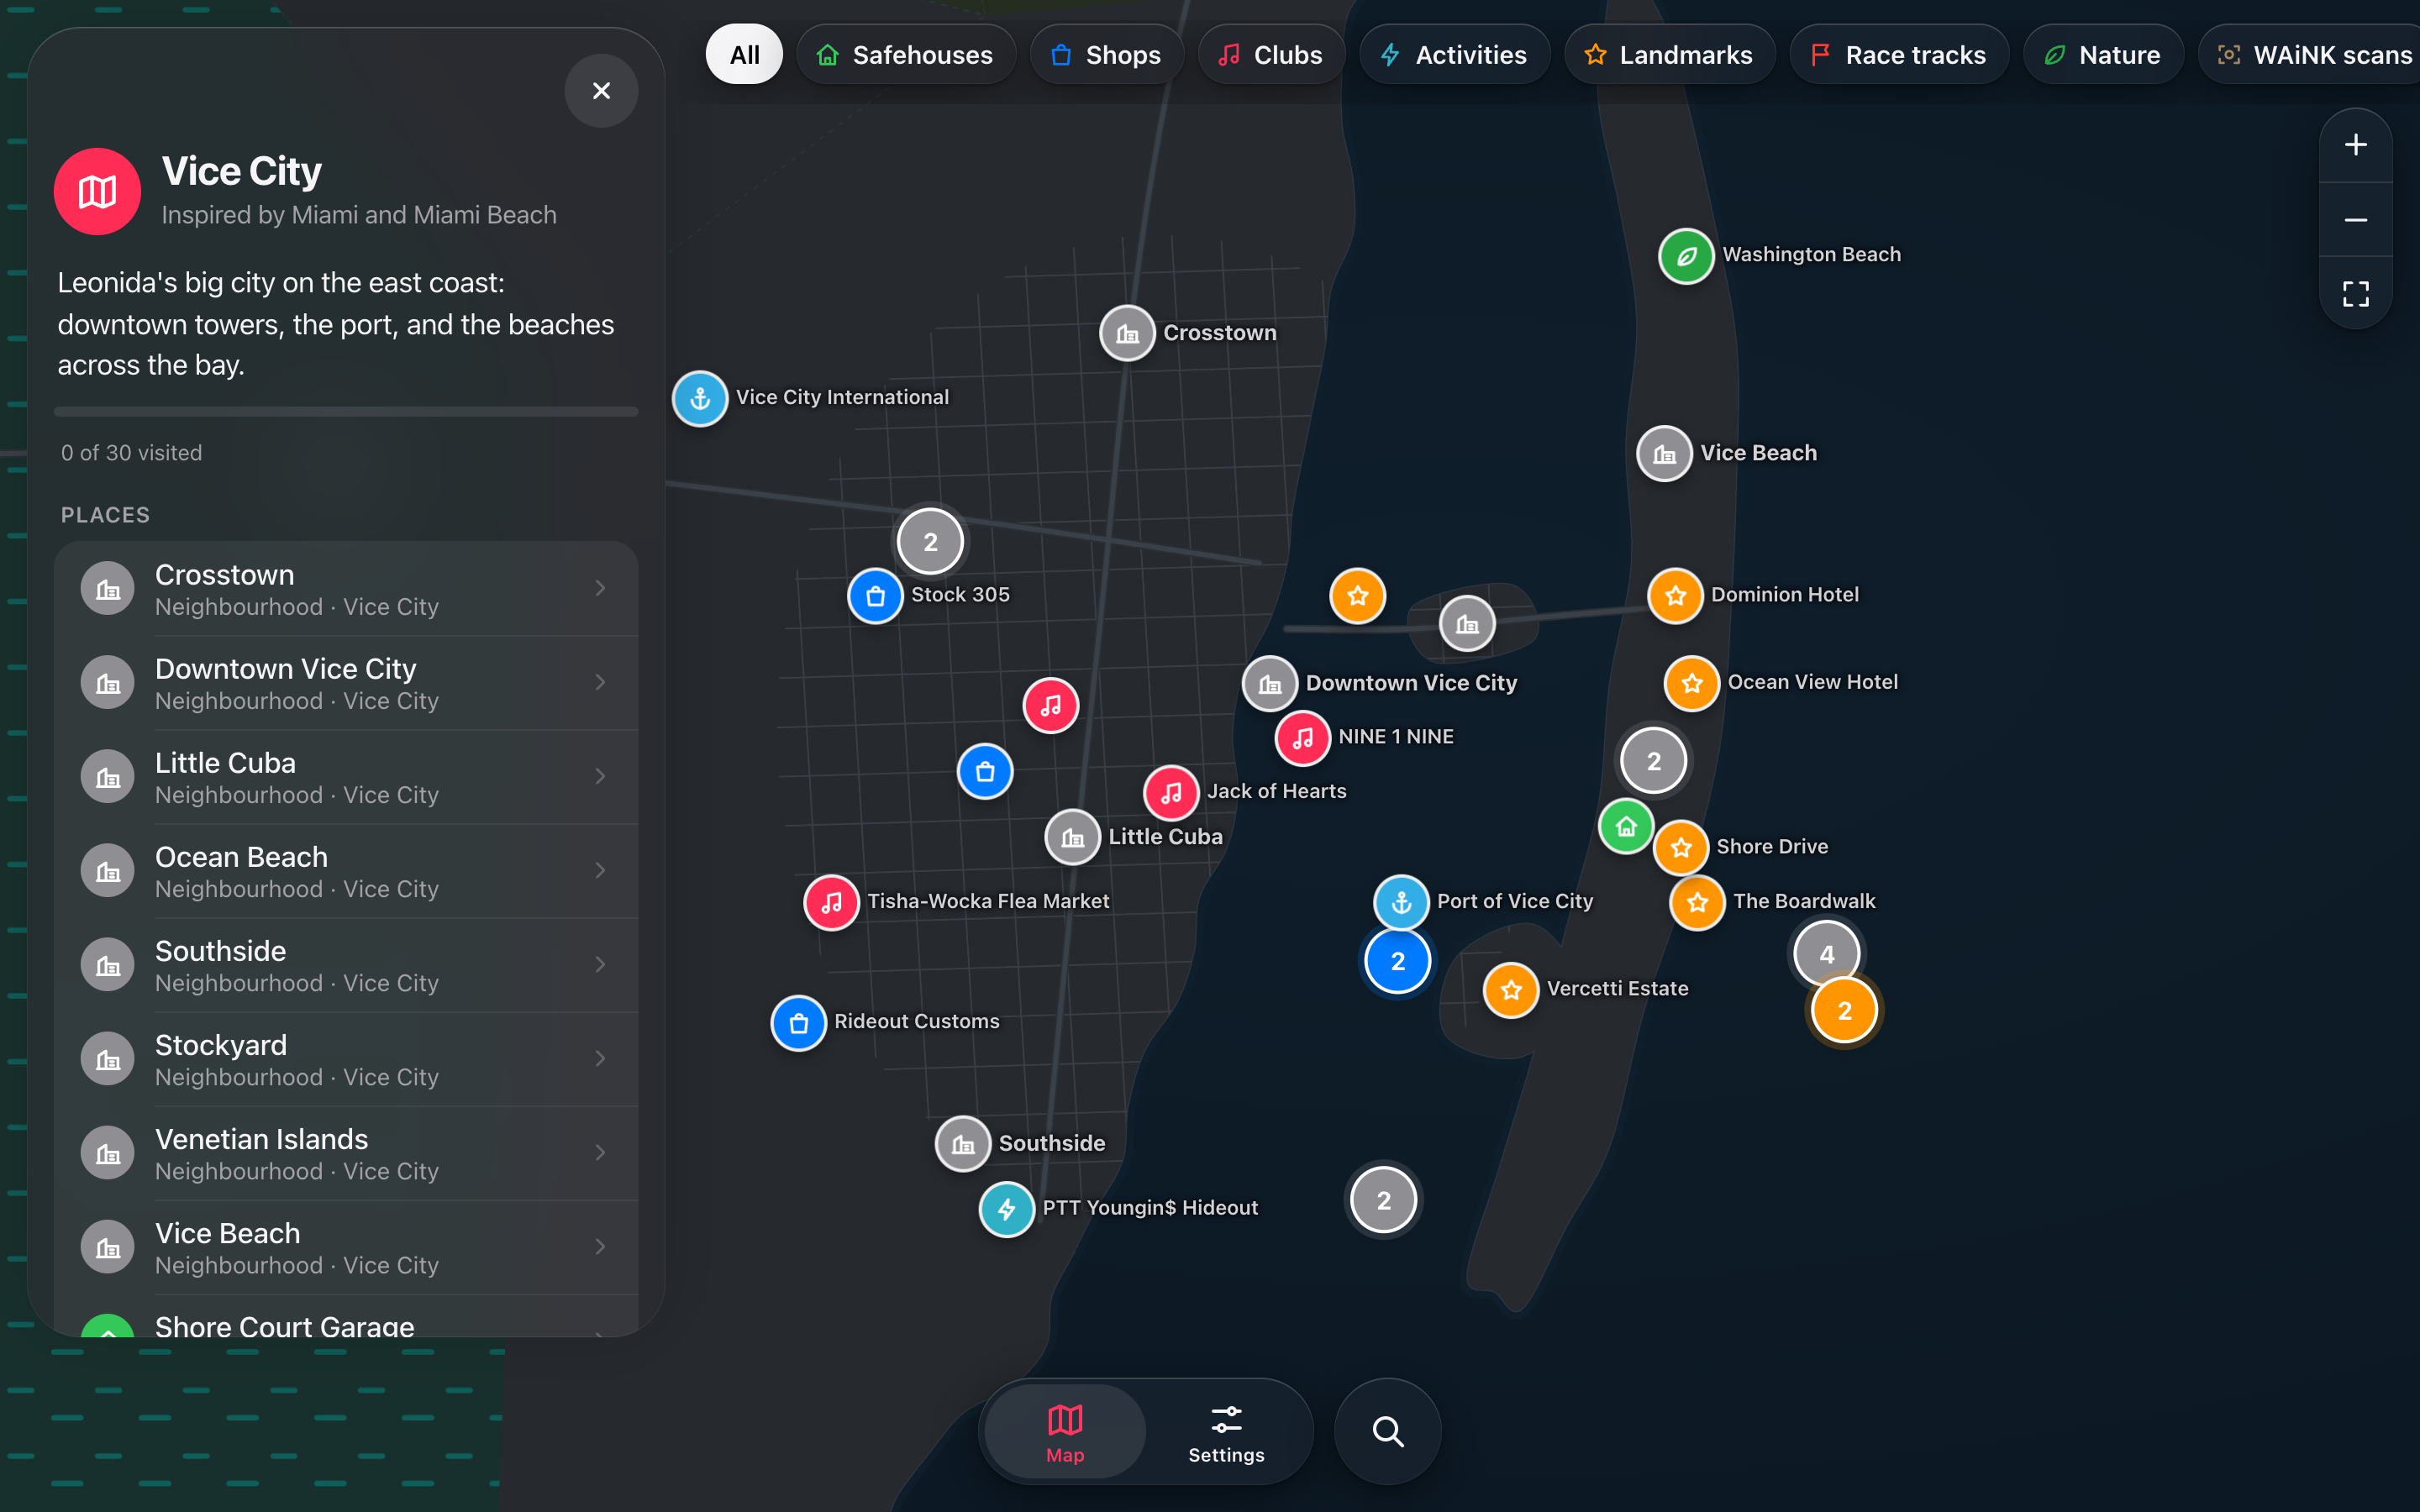 Vice City
Inspired by Miami and Miami Beach
Leonida's big city on the east coast:
downtown towers, the port, and the beaches
across the bay.
0 of 30 visited
PLACES
Crosstown
Neighbourhood · Vice City
Downtown Vice City
Neighbourhood · Vice City
Little Cuba
Neighbourhood · Vice City
Ocean Beach
Neighbourhood · Vice City
Southside
Neighbourhood · Vice City
Stockyard
Neighbourhood · Vice City
Venetian Islands
Neighbourhood · Vice City
Vice Beach
Neighbourhood · Vice City
Shore Court Garage
All
Safehouses
Shops
Clubs
Activities
Landmarks
Race tracks
Nature
WAiNK scans
Washington Beach
Crosstown
Vice City International
Vice Beach
2
Stock 305
Dominion Hotel
Downtown Vice City
Ocean View Hotel
NINE 1 NINE
2
Jack of Hearts
Little Cuba
Shore Drive
Tisha-Wocka Flea Market
Port of Vice City
The Boardwalk
2
4
Vercetti Estate
2
Rideout Customs
Southside
PTT Youngin$ Hideout
2
Map
Settings